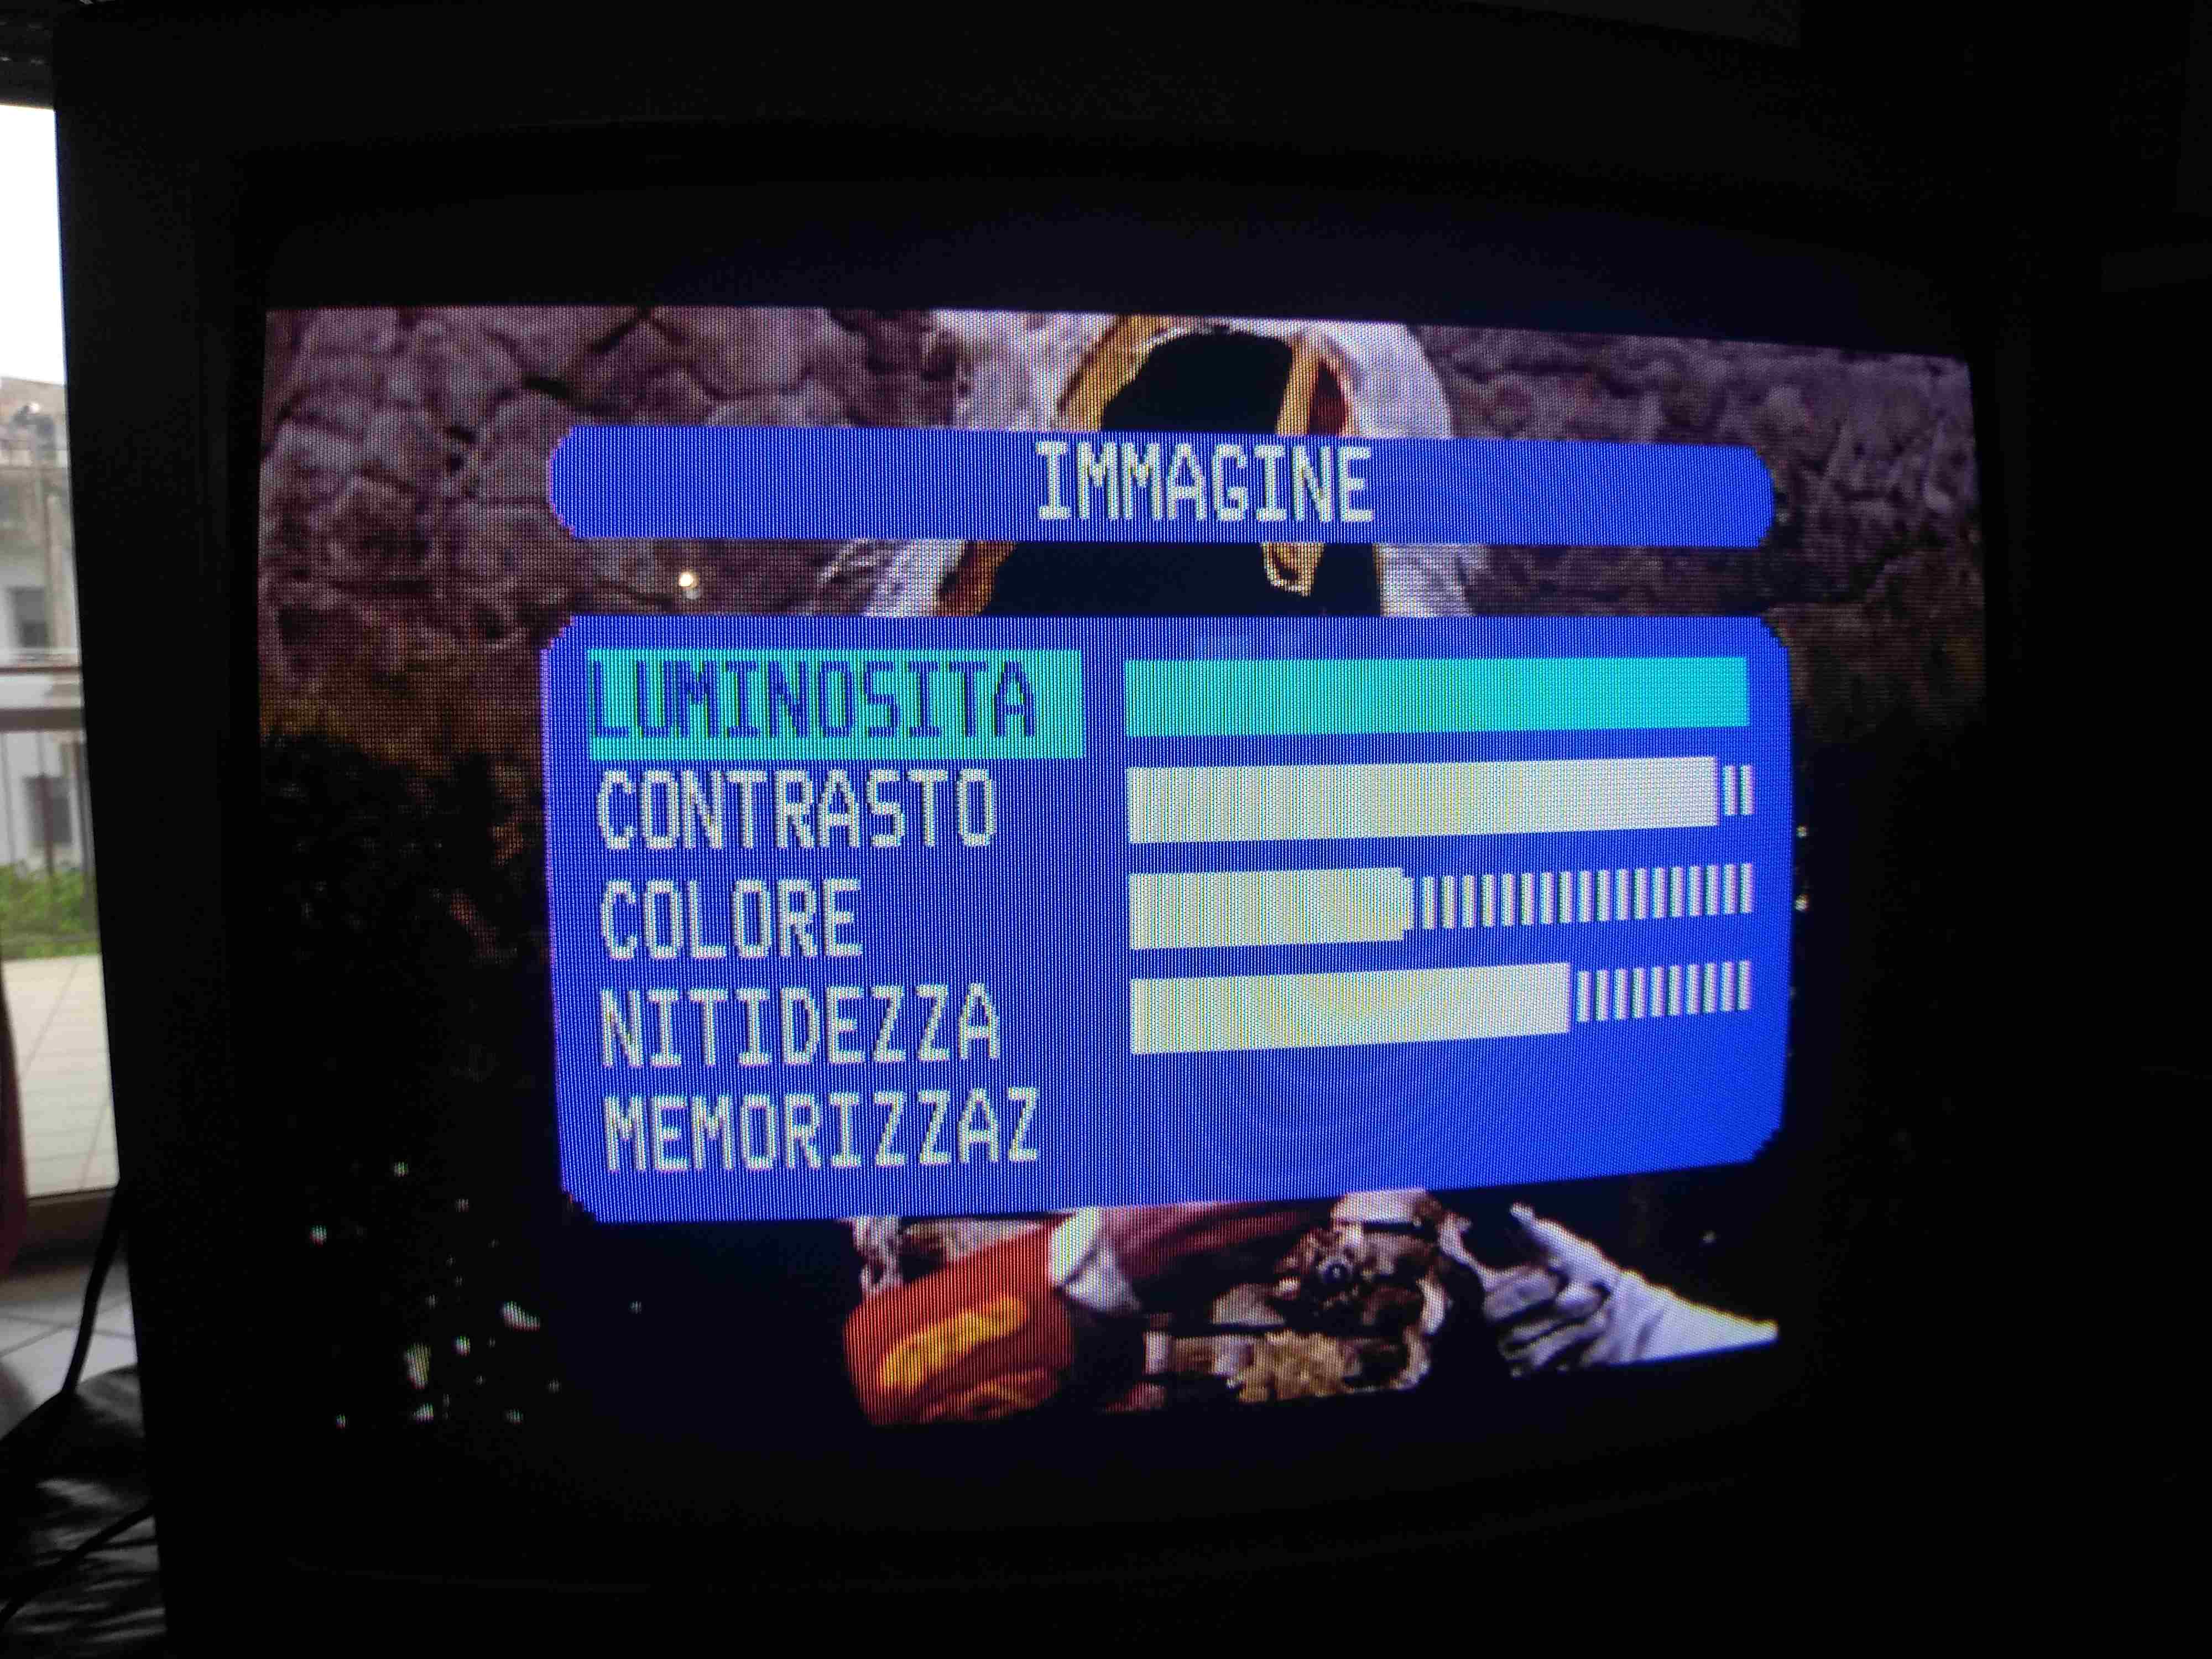 IMMAGINE
LUMINOSITA
CONTRASTO
COLORE
NITIDEZZA
MEMORIZZAZ